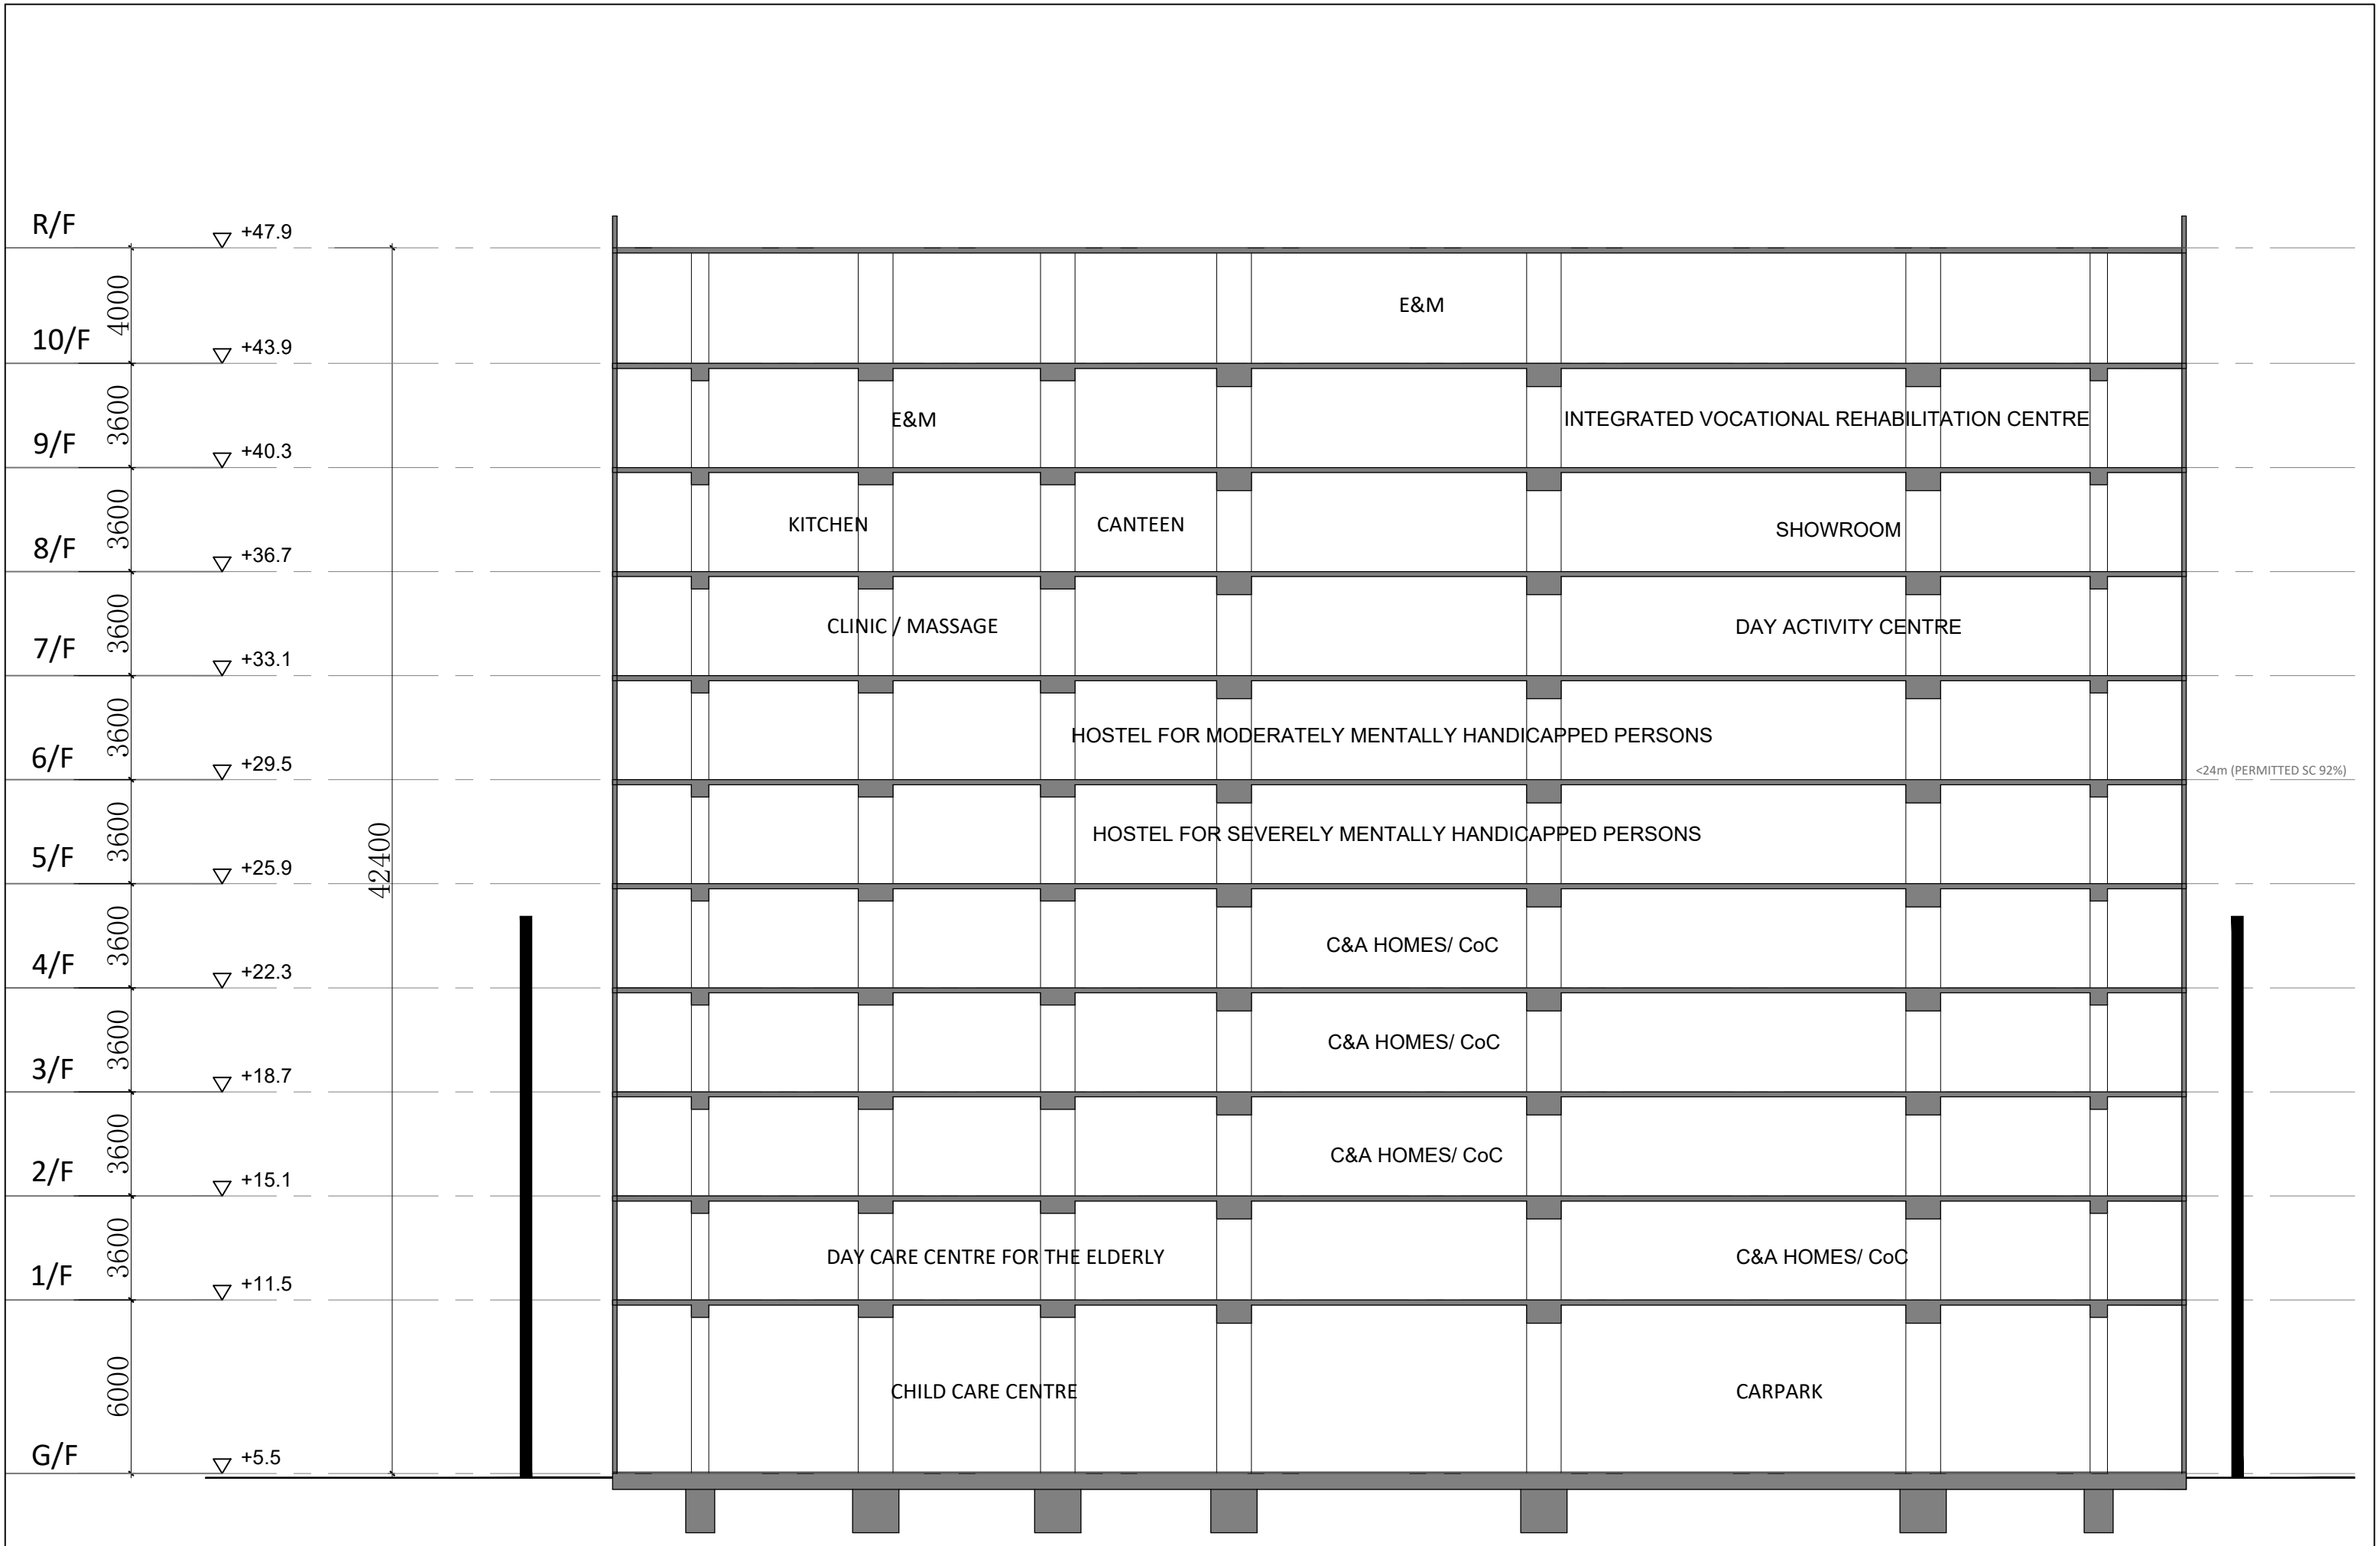 R/F
+47.9
4000
E&M
10/F
+43.9
3600
E&M
INTEGRATED VOCATIONAL REHABILITATION CENTRE
9/F
+40.3
3600
KITCHEN
CANTEEN
SHOWROOM
8/F
+36.7
3600
CLINIC / MASSAGE
DAY ACTIVITY CENTRE
7/F
+33.1
3600
HOSTEL FOR MODERATELY MENTALLY HANDICAPPED PERSONS
6/F
+29.5
<24m (PERMITTED SC 92%)
3600
HOSTEL FOR SEVERELY MENTALLY HANDICAPPED PERSONS
5/F
+25.9
42400
3600
C&A HOMES/ CoC
4/F
+22.3
3600
C&A HOMES/ CoC
3/F
+18.7
3600
C&A HOMES/ CoC
2/F
+15.1
3600
DAY CARE CENTRE FOR THE ELDERLY
C&A HOMES/ CoC
1/F
+11.5
6000
CHILD CARE CENTRE
CARPARK
G/F
+5.5